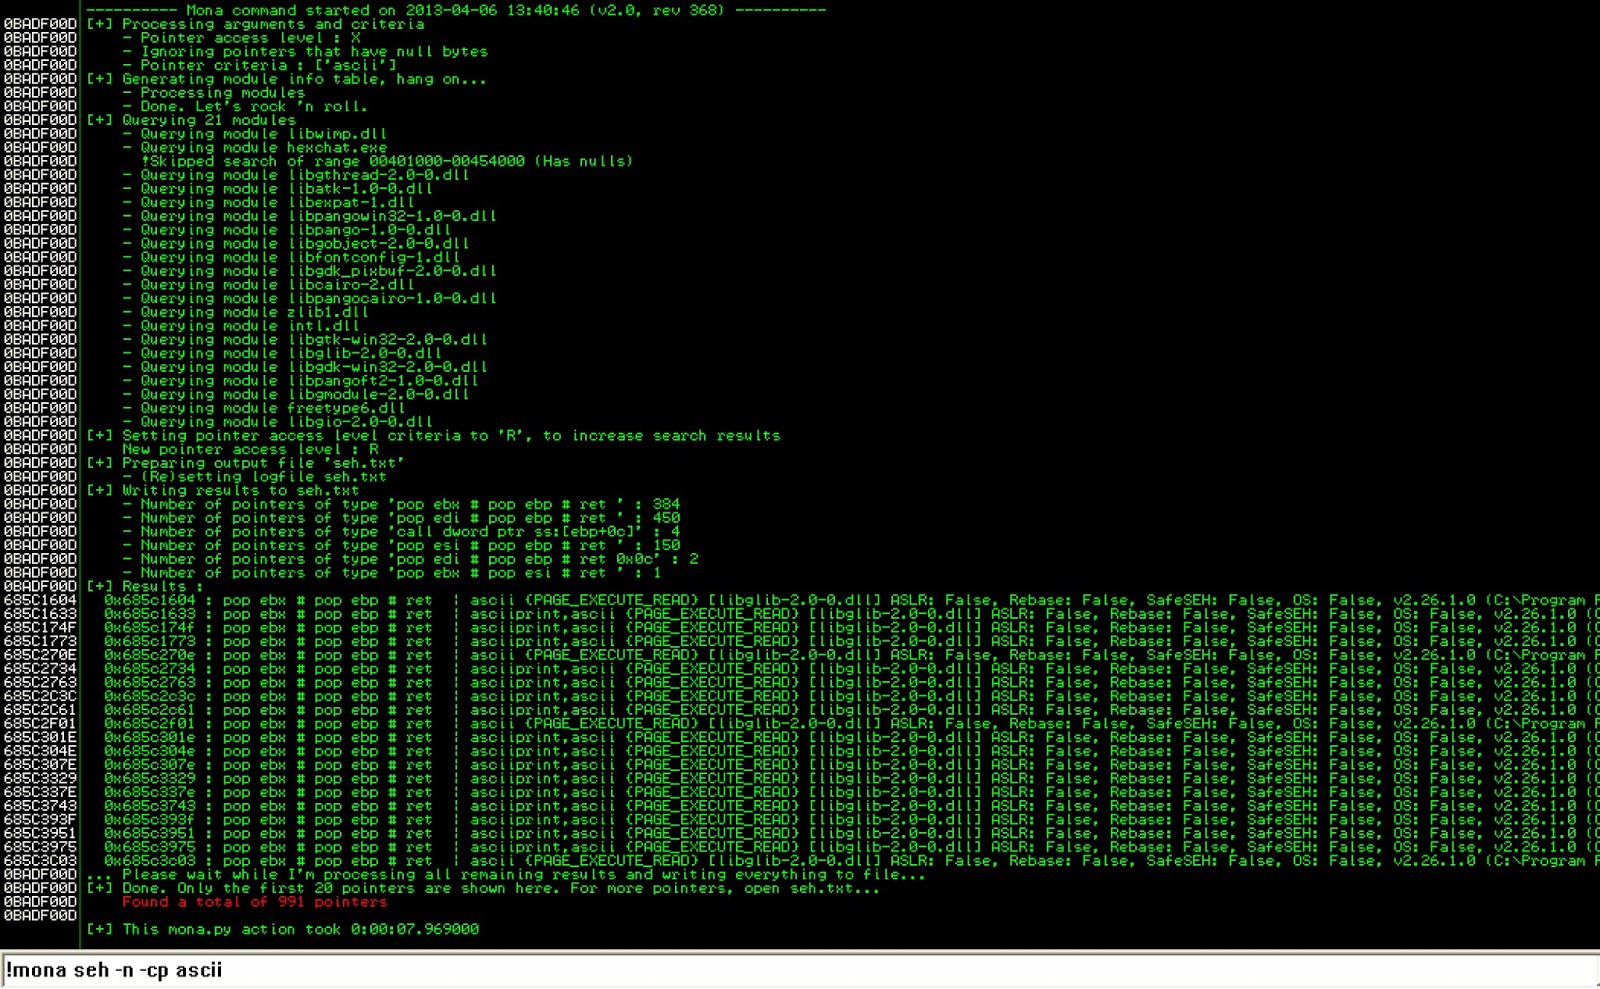 ---------- Mona command started on 2013-04-06 13:40:46 (v2.0, rev 368) ----------
0BADF00D [+] Processing arguments and criteria
0BADF00D - Pointer access level : X
0BADF00D - Ignoring pointers that have null bytes
0BADF00D - Pointer criteria : ['ascii']
0BADF00D [+] Generating module info table, hang on...
0BADF00D - Processing modules
0BADF00D - Done. Let's rock 'n roll.
0BADF00D [+] Querying 21 modules
0BADF00D - Querying module libwimp.dll
0BADF00D - Querying module hexchat.exe
0BADF00D !Skipped search of range 00401000-00454000 (Has nulls)
0BADF00D - Querying module libgthread-2.0-0.dll
0BADF00D - Querying module libatk-1.0-0.dll
0BADF00D - Querying module libexpat-1.dll
0BADF00D - Querying module libpangowin32-1.0-0.dll
0BADF00D - Querying module libpango-1.0-0.dll
0BADF00D - Querying module libgobject-2.0-0.dll
0BADF00D - Querying module libfontconfig-1.dll
0BADF00D - Querying module libgdk_pixbuf-2.0-0.dll
0BADF00D - Querying module libcairo-2.dll
0BADF00D - Querying module libpangocairo-1.0-0.dll
0BADF00D - Querying module zlib1.dll
0BADF00D - Querying module intl.dll
0BADF00D - Querying module libgtk-win32-2.0-0.dll
0BADF00D - Querying module libglib-2.0-0.dll
0BADF00D - Querying module libgdk-win32-2.0-0.dll
0BADF00D - Querying module libpangoft2-1.0-0.dll
0BADF00D - Querying module libgmodule-2.0-0.dll
0BADF00D - Querying module freetype6.dll
0BADF00D - Querying module libgio-2.0-0.dll
0BADF00D [+] Setting pointer access level criteria to 'R', to increase search results
0BADF00D New pointer access level : R
0BADF00D [+] Preparing output file 'seh.txt'
0BADF00D - (Re)setting logfile seh.txt
0BADF00D [+] Writing results to seh.txt
0BADF00D - Number of pointers of type 'pop ebx # pop ebp # ret ' : 384
0BADF00D - Number of pointers of type 'pop edi # pop ebp # ret ' : 450
0BADF00D - Number of pointers of type 'call dword ptr ss:[ebp+0c]' : 4
0BADF00D - Number of pointers of type 'pop esi # pop ebp # ret ' : 150
0BADF00D - Number of pointers of type 'pop edi # pop ebp # ret 0x0c' : 2
0BADF00D - Number of pointers of type 'pop ebx # pop esi # ret ' : 1
0BADF00D [+] Results :
685C1604 0x685c1604 : pop ebx # pop ebp # ret | ascii {PAGE_EXECUTE_READ} [libglib-2.0-0.dll] ASLR: False, Rebase: False, SafeSEH: False, OS: False, v2.26.1.0 (C:\Program F
685C1633 0x685c1633 : pop ebx # pop ebp # ret | asciiprint,ascii {PAGE_EXECUTE_READ} [libglib-2.0-0.dll] ASLR: False, Rebase: False, SafeSEH: False, OS: False, v2.26.1.0 (C
685C174F 0x685c174f : pop ebx # pop ebp # ret | asciiprint,ascii {PAGE_EXECUTE_READ} [libglib-2.0-0.dll] ASLR: False, Rebase: False, SafeSEH: False, OS: False, v2.26.1.0 (C
685C1773 0x685c1773 : pop ebx # pop ebp # ret | asciiprint,ascii {PAGE_EXECUTE_READ} [libglib-2.0-0.dll] ASLR: False, Rebase: False, SafeSEH: False, OS: False, v2.26.1.0 (C
685C270E 0x685c270e : pop ebx # pop ebp # ret | ascii {PAGE_EXECUTE_READ} [libglib-2.0-0.dll] ASLR: False, Rebase: False, SafeSEH: False, OS: False, v2.26.1.0 (C:\Program F
685C2734 0x685c2734 : pop ebx # pop ebp # ret | asciiprint,ascii {PAGE_EXECUTE_READ} [libglib-2.0-0.dll] ASLR: False, Rebase: False, SafeSEH: False, OS: False, v2.26.1.0 (C
685C2763 0x685c2763 : pop ebx # pop ebp # ret | asciiprint,ascii {PAGE_EXECUTE_READ} [libglib-2.0-0.dll] ASLR: False, Rebase: False, SafeSEH: False, OS: False, v2.26.1.0 (C
685C2C3C 0x685c2c3c : pop ebx # pop ebp # ret | asciiprint,ascii {PAGE_EXECUTE_READ} [libglib-2.0-0.dll] ASLR: False, Rebase: False, SafeSEH: False, OS: False, v2.26.1.0 (C
685C2C61 0x685c2c61 : pop ebx # pop ebp # ret | asciiprint,ascii {PAGE_EXECUTE_READ} [libglib-2.0-0.dll] ASLR: False, Rebase: False, SafeSEH: False, OS: False, v2.26.1.0 (C
685C2F01 0x685c2f01 : pop ebx # pop ebp # ret | ascii {PAGE_EXECUTE_READ} [libglib-2.0-0.dll] ASLR: False, Rebase: False, SafeSEH: False, OS: False, v2.26.1.0 (C:\Program F
685C301E 0x685c301e : pop ebx # pop ebp # ret | asciiprint,ascii {PAGE_EXECUTE_READ} [libglib-2.0-0.dll] ASLR: False, Rebase: False, SafeSEH: False, OS: False, v2.26.1.0 (C
685C304E 0x685c304e : pop ebx # pop ebp # ret | asciiprint,ascii {PAGE_EXECUTE_READ} [libglib-2.0-0.dll] ASLR: False, Rebase: False, SafeSEH: False, OS: False, v2.26.1.0 (C
685C307E 0x685c307e : pop ebx # pop ebp # ret | asciiprint,ascii {PAGE_EXECUTE_READ} [libglib-2.0-0.dll] ASLR: False, Rebase: False, SafeSEH: False, OS: False, v2.26.1.0 (C
685C3329 0x685c3329 : pop ebx # pop ebp # ret | asciiprint,ascii {PAGE_EXECUTE_READ} [libglib-2.0-0.dll] ASLR: False, Rebase: False, SafeSEH: False, OS: False, v2.26.1.0 (C
685C337E 0x685c337e : pop ebx # pop ebp # ret | asciiprint,ascii {PAGE_EXECUTE_READ} [libglib-2.0-0.dll] ASLR: False, Rebase: False, SafeSEH: False, OS: False, v2.26.1.0 (C
685C3743 0x685c3743 : pop ebx # pop ebp # ret | asciiprint,ascii {PAGE_EXECUTE_READ} [libglib-2.0-0.dll] ASLR: False, Rebase: False, SafeSEH: False, OS: False, v2.26.1.0 (C
685C393F 0x685c393f : pop ebx # pop ebp # ret | asciiprint,ascii {PAGE_EXECUTE_READ} [libglib-2.0-0.dll] ASLR: False, Rebase: False, SafeSEH: False, OS: False, v2.26.1.0 (C
685C3951 0x685c3951 : pop ebx # pop ebp # ret | asciiprint,ascii {PAGE_EXECUTE_READ} [libglib-2.0-0.dll] ASLR: False, Rebase: False, SafeSEH: False, OS: False, v2.26.1.0 (C
685C3975 0x685c3975 : pop ebx # pop ebp # ret | asciiprint,ascii {PAGE_EXECUTE_READ} [libglib-2.0-0.dll] ASLR: False, Rebase: False, SafeSEH: False, OS: False, v2.26.1.0 (C
685C3C03 0x685c3c03 : pop ebx # pop ebp # ret | ascii {PAGE_EXECUTE_READ} [libglib-2.0-0.dll] ASLR: False, Rebase: False, SafeSEH: False, OS: False, v2.26.1.0 (C:\Program F
0BADF00D ... Please wait while I'm processing all remaining results and writing everything to file...
0BADF00D [+] Done. Only the first 20 pointers are shown here. For more pointers, open seh.txt...
0BADF00D Found a total of 991 pointers
0BADF00D
[+] This mona.py action took 0:00:07.969000
!mona seh -n -cp ascii